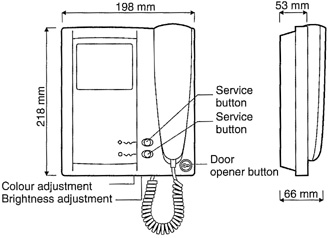 198 mm
53 mm
218 mm
Service
button
Service
button
Door
opener button
Colour adjustment
Brightness adjustment
66 mm